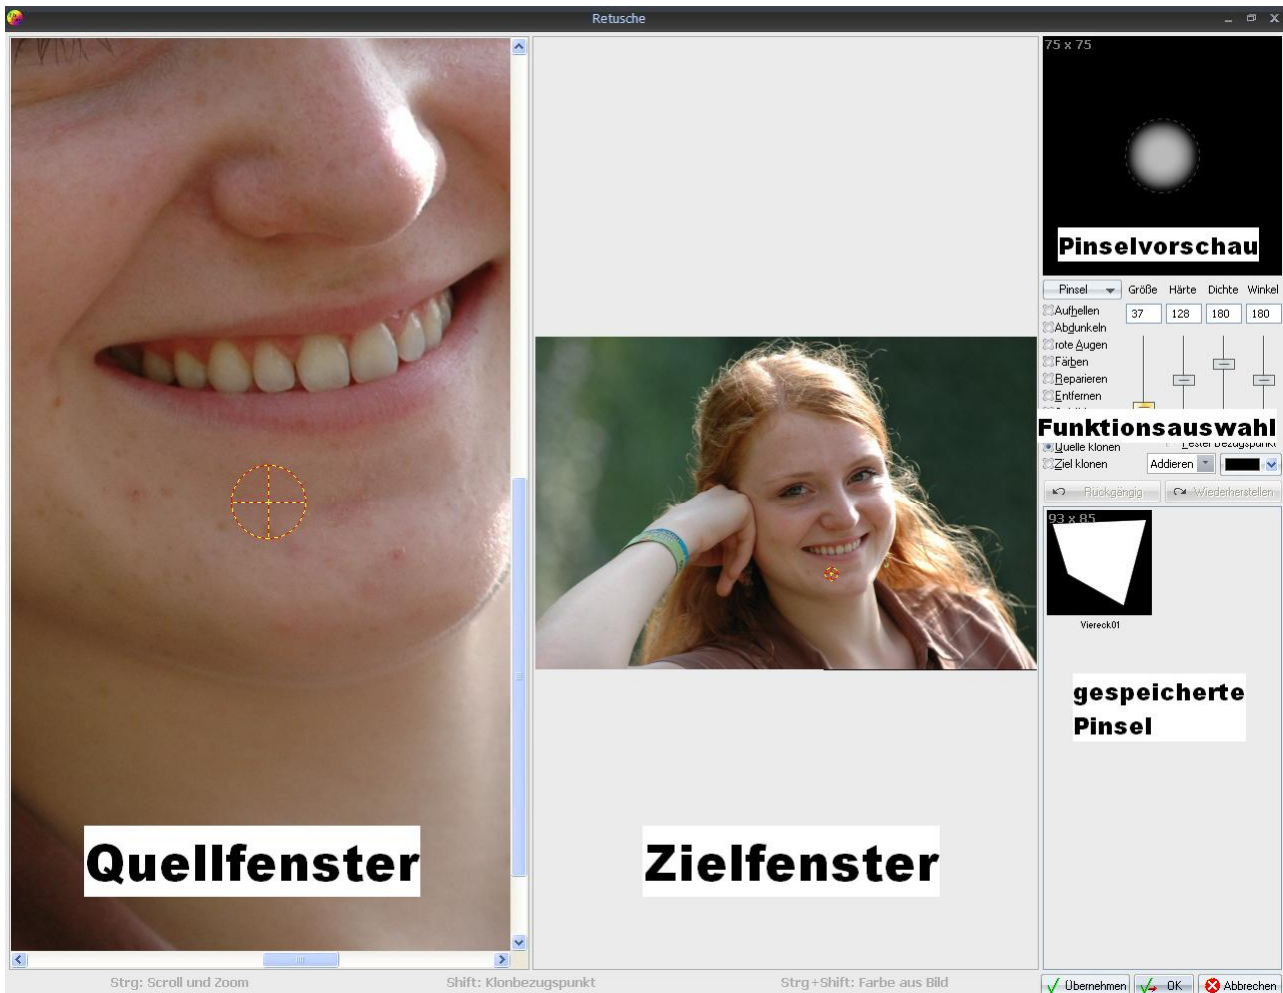 Retusche
75 x 75
Pinselvorschau
Pinsel Größe Härte Dichte Winkel
Aufhellen
37 128 180 180
Abdunkeln
rote Augen
Färben
Reparieren
Entfernen
Funktionsauswahl
Quelle klonen
Fester Bezugspunkt
Ziel klonen
Addieren
Rückgängig Wiederherstellen
93 x 85
Viereck01
gespeicherte
Pinsel
Quellfenster
Zielfenster
Strg: Scroll und Zoom Shift: Klonbezugspunkt Strg+Shift: Farbe aus Bild
Übernehmen OK Abbrechen